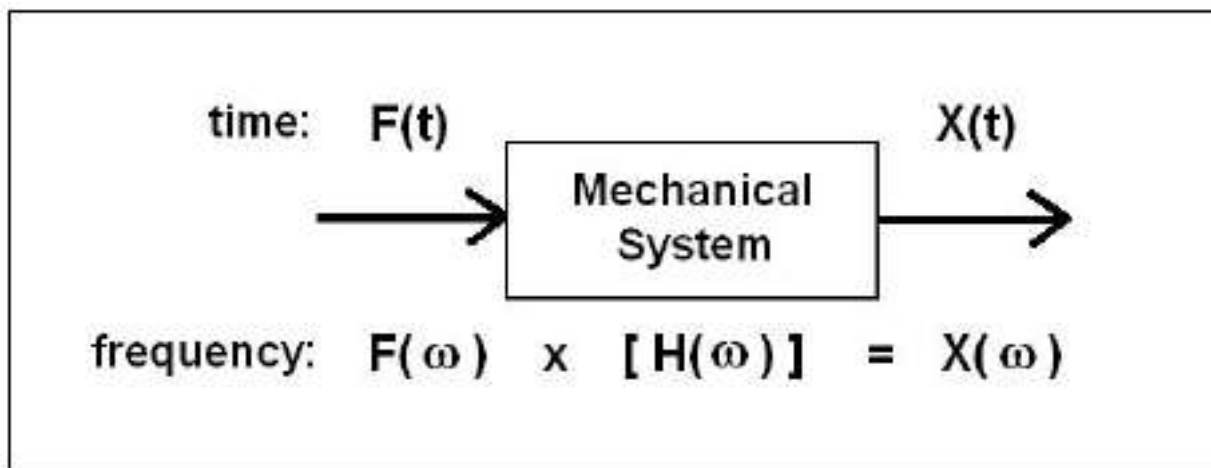 time: F(t) X(t)
Mechanical
System
frequency: F(ω) x [H(ω)] = X(ω)